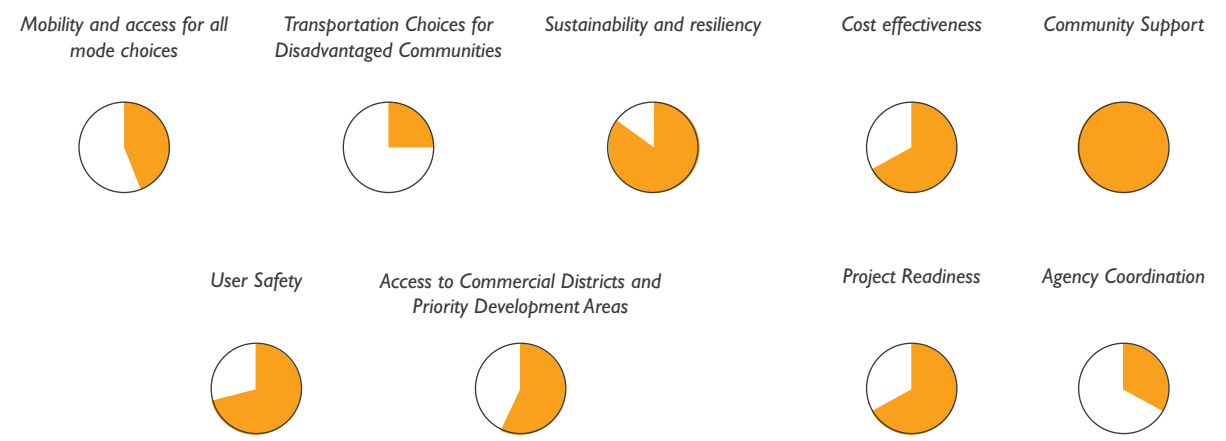 Mobility and access for all
mode choices
Transportation Choices for
Disadvantaged Communities
Sustainability and resiliency
Cost effectiveness
Community Support
User Safety
Access to Commercial Districts and
Priority Development Areas
Project Readiness
Agency Coordination